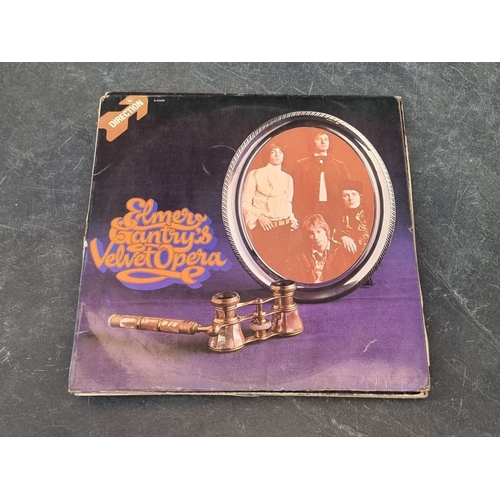 DIRECTION
Elmer
Gantry's
Velvet Opera